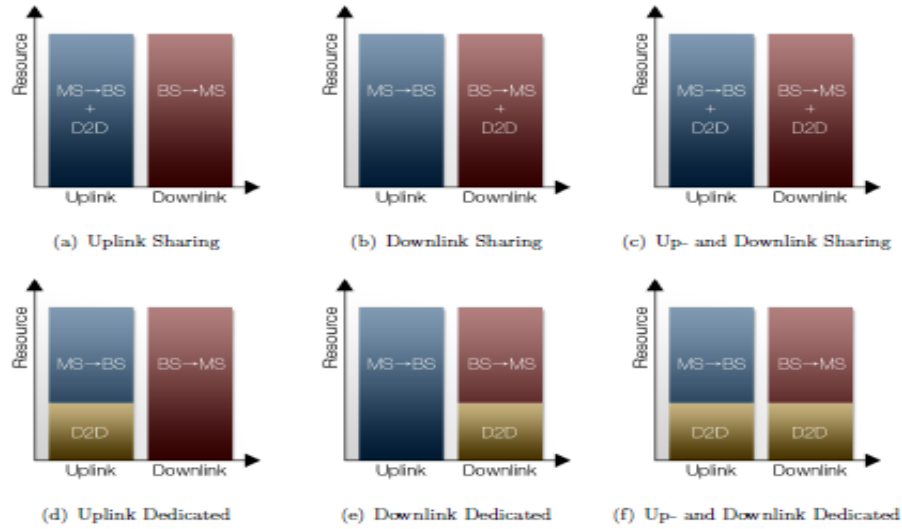 Resource
MS→BS
+
D2D
BS→MS
Uplink
Downlink
(a) Uplink Sharing
Resource
MS→BS
BS→MS
+
D2D
Uplink
Downlink
(b) Downlink Sharing
Resource
MS→BS
+
D2D
BS→MS
+
D2D
Uplink
Downlink
(c) Up- and Downlink Sharing
Resource
MS→BS
D2D
BS→MS
Uplink
Downlink
(d) Uplink Dedicated
Resource
MS→BS
BS→MS
D2D
Uplink
Downlink
(e) Downlink Dedicated
Resource
MS→BS
D2D
BS→MS
D2D
Uplink
Downlink
(f) Up- and Downlink Dedicated